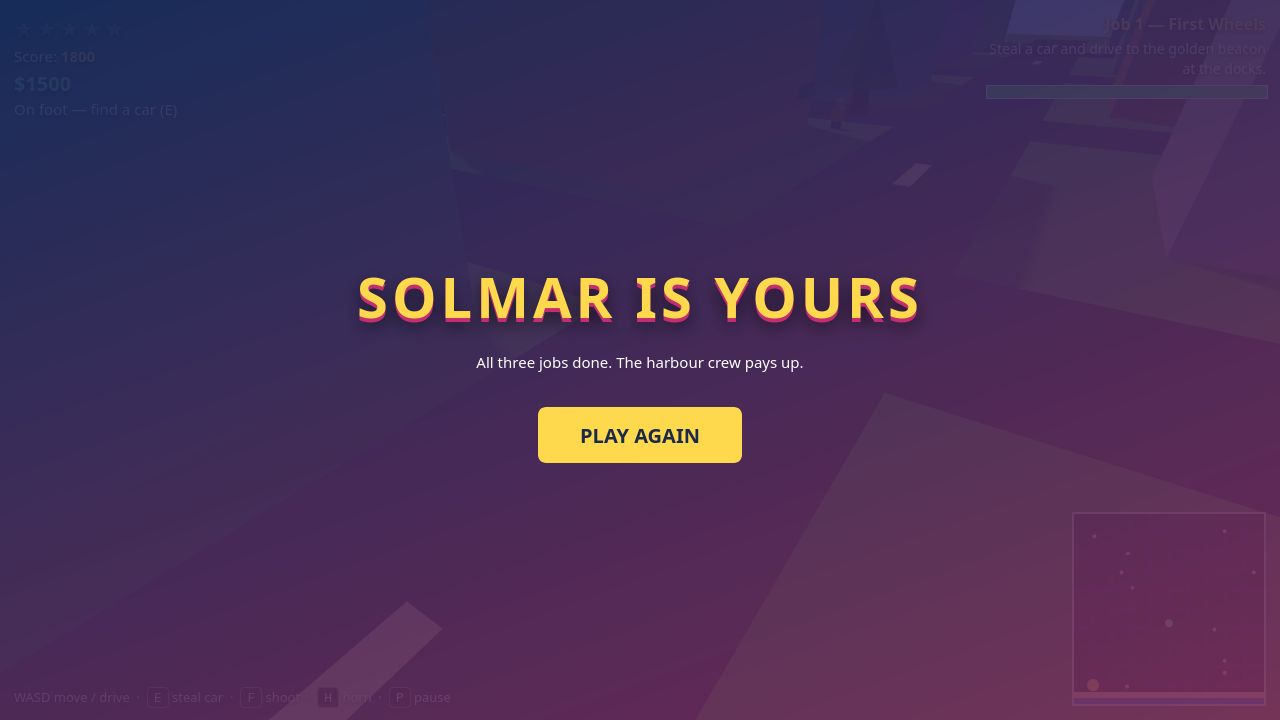 ★★★★★
Score: 1800
$1500
On foot — find a car (E)
Job 1 — First Wheels
Steal a car and drive to the golden beacon
at the docks.
SOLMAR IS YOURS
All three jobs done. The harbour crew pays up.
PLAY AGAIN
WASD move / drive · E steal car · F shoot · H horn · P pause